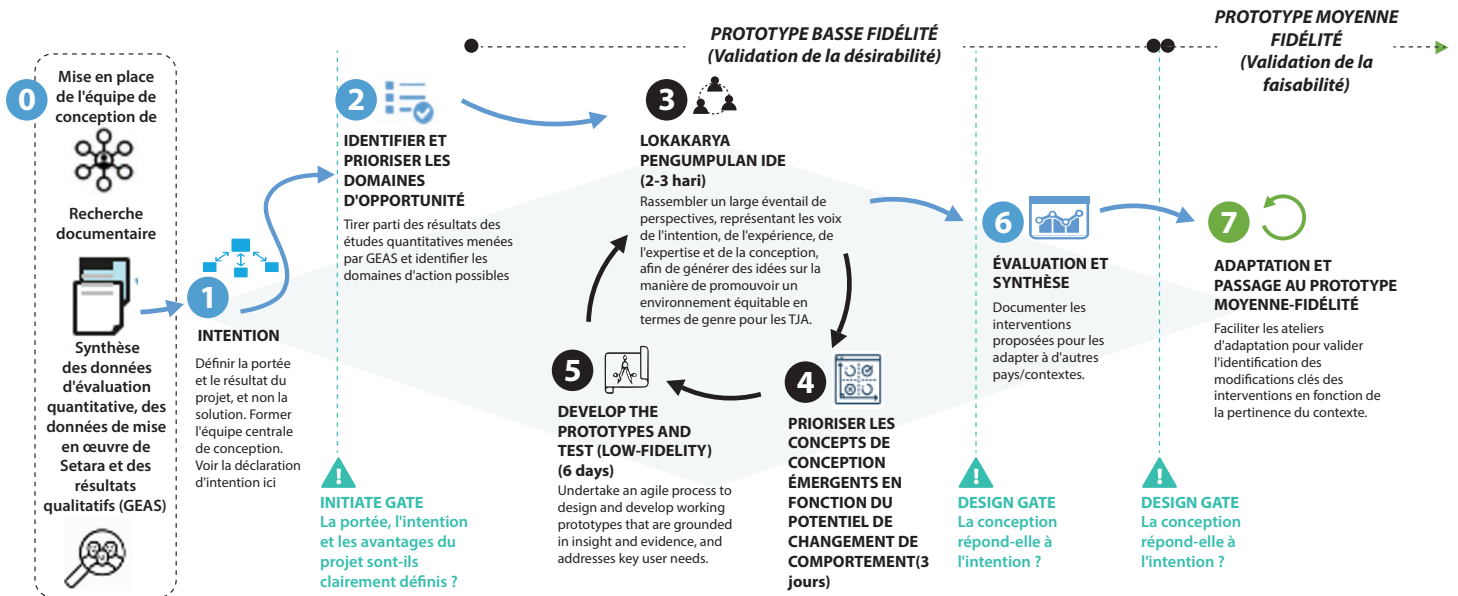 PROTOTYPE BASSE FIDÉLITÉ
(Validation de la désirabilité)
PROTOTYPE MOYENNE
FIDÉLITÉ
(Validation de la
faisabilité)
0
Mise en place
de l'équipe de
conception de
Recherche
documentaire
Synthèse
des données
d'évaluation
quantitative, des
données de mise
en œuvre de
Setara et des
résultats
qualitatifs (GEAS)
1
INTENTION
Définir la portée
et le résultat du
projet, et non la
solution. Former
l'équipe centrale
de conception.
Voir la déclaration
d'intention ici
2
IDENTIFIER ET
PRIORISER LES
DOMAINES
D'OPPORTUNITÉ
Tirer parti des résultats des
études quantitatives menées
par GEAS et identifier les
domaines d'action possibles
INITIATE GATE
La portée, l'intention
et les avantages du
projet sont-ils
clairement définis ?
3
LOKAKARYA
PENGUMPULAN IDE
(2-3 hari)
Rassembler un large éventail de
perspectives, représentant les voix
de l'intention, de l'expérience, de
l'expertise et de la conception,
afin de générer des idées sur la
manière de promouvoir un
environnement équitable en
termes de genre pour les TJA.
4
PRIORISER LES
CONCEPTS DE
CONCEPTION
ÉMERGENTS EN
FONCTION DU
POTENTIEL DE
CHANGEMENT DE
COMPORTEMENT(3
jours)
5
DEVELOP THE
PROTOTYPES AND
TEST (LOW-FIDELITY)
(6 days)
Undertake an agile process to
design and develop working
prototypes that are grounded
in insight and evidence, and
addresses key user needs.
6
ÉVALUATION ET
SYNTHÈSE
Documenter les
interventions
proposées pour les
adapter à d'autres
pays/contextes.
DESIGN GATE
La conception
répond-elle à
l'intention ?
7
ADAPTATION ET
PASSAGE AU PROTOTYPE
MOYENNE-FIDÉLITÉ
Faciliter les ateliers
d'adaptation pour valider
l'identification des
modifications clés des
interventions en fonction de
la pertinence du contexte.
DESIGN GATE
La conception
répond-elle à
l'intention ?